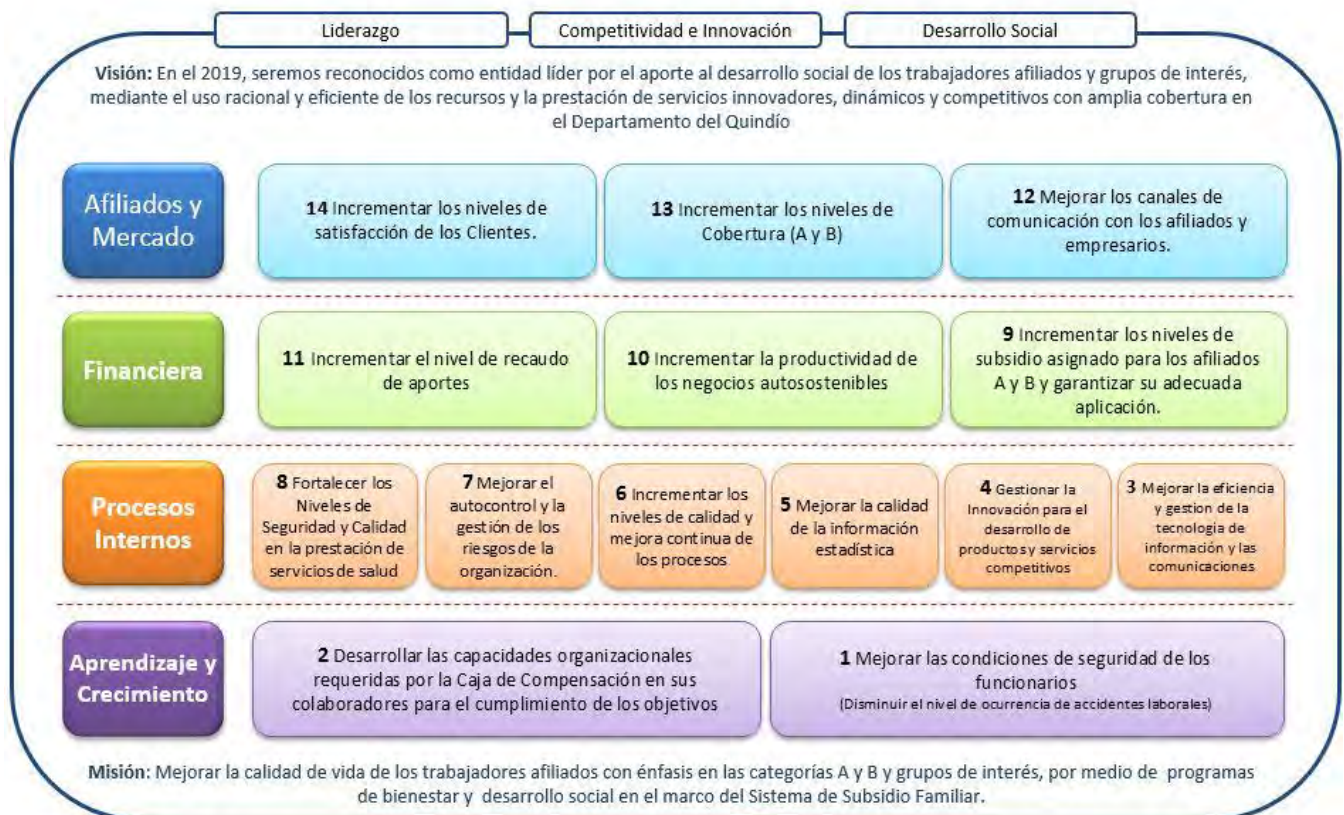 Liderazgo
Competitividad e Innovación
Desarrollo Social
Visión: En el 2019, seremos reconocidos como entidad líder por el aporte al desarrollo social de los trabajadores afiliados y grupos de interés,
mediante el uso racional y eficiente de los recursos y la prestación de servicios innovadores, dinámicos y competitivos con amplia cobertura en
el Departamento del Quindío
Afiliados y
Mercado
14 Incrementar los niveles de
satisfacción de los Clientes.
13 Incrementar los niveles de
Cobertura (A y B)
12 Mejorar los canales de
comunicación con los afiliados y
empresarios.
Financiera
11 Incrementar el nivel de recaudo
de aportes
10 Incrementar la productividad de
los negocios autosostenibles
9 Incrementar los niveles de
subsidio asignado para los afiliados
A y B y garantizar su adecuada
aplicación.
Procesos
Internos
8 Fortalecer los
Niveles de
Seguridad y Calidad
en la prestación de
servicios de salud
7 Mejorar el
autocontrol y la
gestión de los
riesgos de la
organización.
6 Incrementar los
niveles de calidad y
mejora continua de
los procesos
5 Mejorar la calidad
de la información
estadística
4 Gestionar la
Innovación para el
desarrollo de
productos y servicios
competitivos
3 Mejorar la eficiencia
y gestion de la
tecnología de
información y las
comunicaciones
Aprendizaje y
Crecimiento
2 Desarrollar las capacidades organizacionales
requeridas por la Caja de Compensación en sus
colaboradores para el cumplimiento de los objetivos
1 Mejorar las condiciones de seguridad de los
funcionarios
(Disminuir el nivel de ocurrencia de accidentes laborales)
Misión: Mejorar la calidad de vida de los trabajadores afiliados con énfasis en las categorías A y B y grupos de interés, por medio de programas
de bienestar y desarrollo social en el marco del Sistema de Subsidio Familiar.